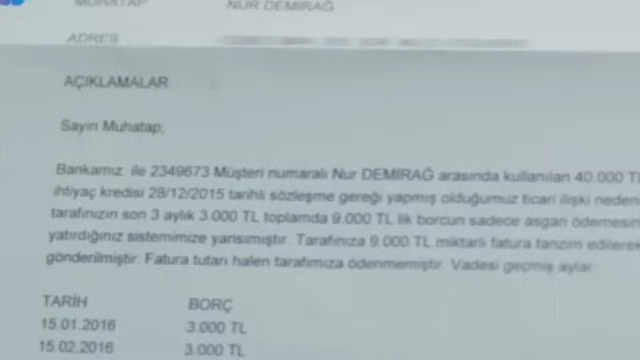 MUHATAP NUR DEMİRAĞ
ADRES
AÇIKLAMALAR
Sayın Muhatap;
Bankamız ile 2349673 Müşteri numaralı Nur DEMİRAĞ arasında kullanılan 40.000 TL
ihtiyaç kredisi 28/12/2015 tarihli sözleşme gereği yapmış olduğumuz ticari ilişki nedeni
tarafınızın son 3 aylık 3.000 TL toplamda 9.000 TL lik borcun sadece asgari ödemesin
yatırdığınız sistemimize yansımıştır. Tarafınıza 9.000 TL miktarlı fatura tanzim edilerek
gönderilmiştir. Fatura tutarı halen tarafımıza ödenmemiştir. Vadesi geçmiş aylar:
TARİH BORÇ
15.01.2016 3.000 TL
15.02.2016 3.000 TL